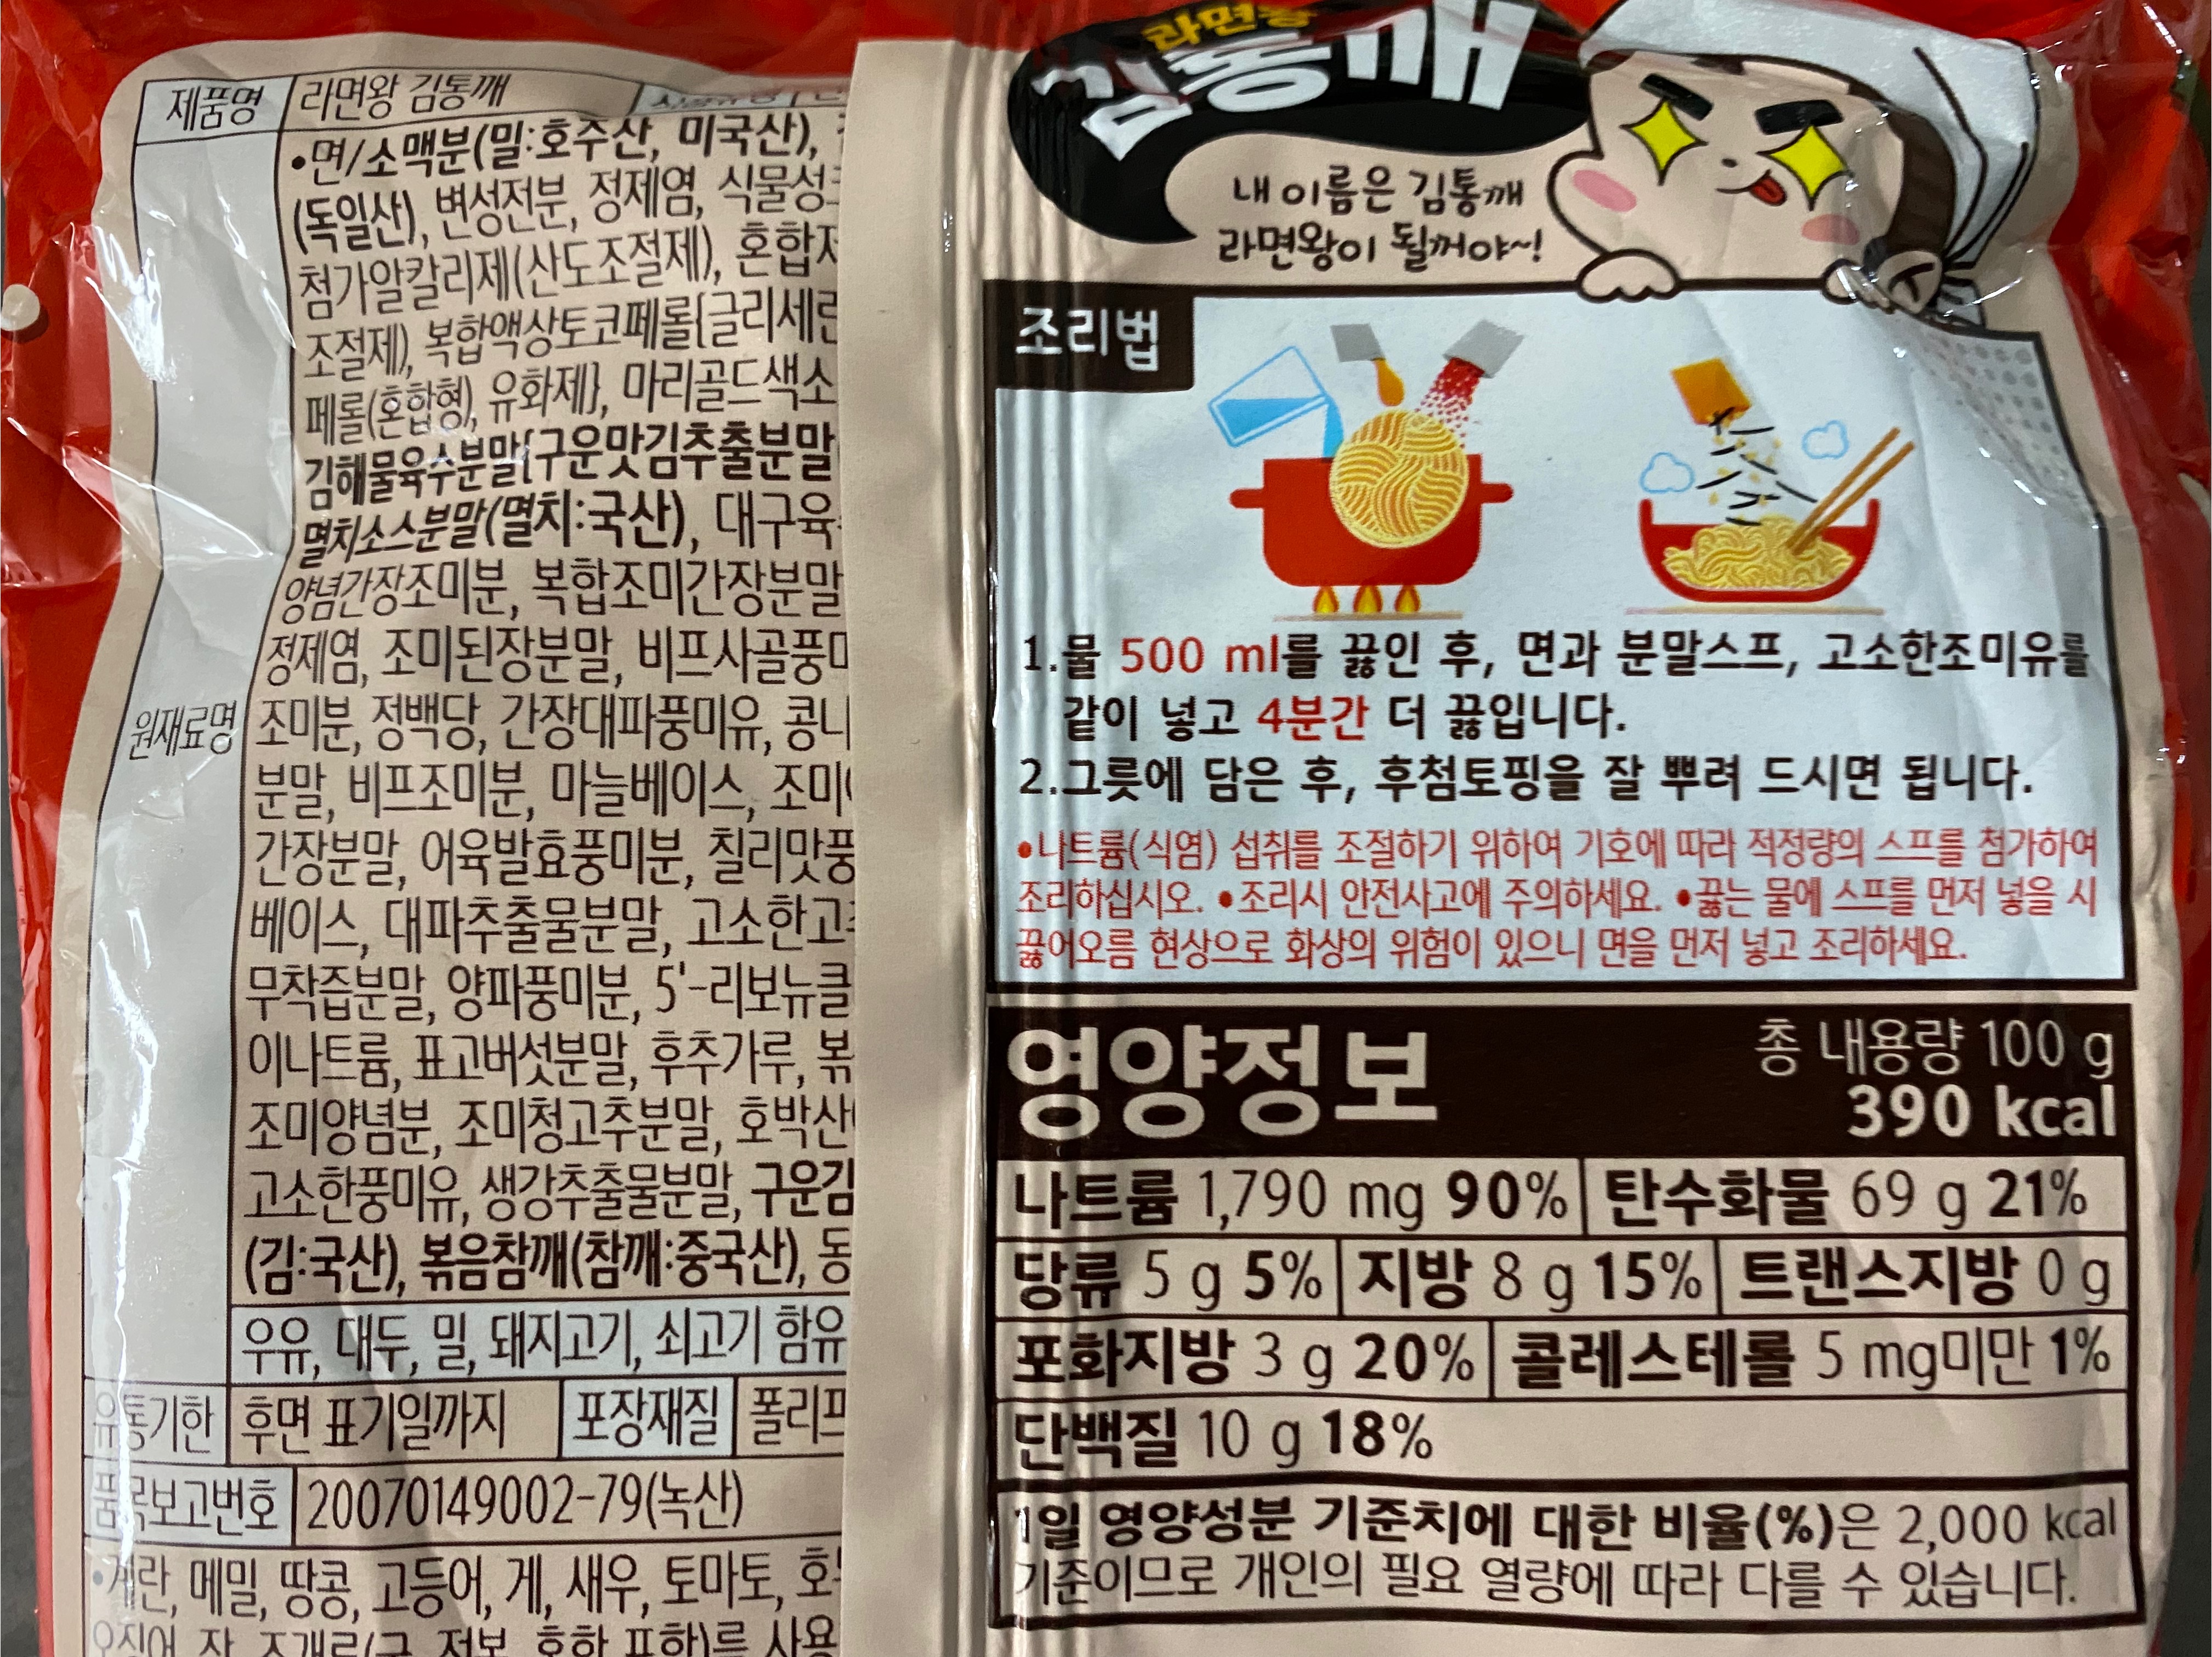 제품명 라면왕 김통깨
원재료명
•면/소맥분(밀:호주산, 미국산),
(독일산), 변성전분, 정제염, 식물성
첨가알칼리제(산도조절제), 혼합제
조절제), 복합액상토코페롤{글리세린
페롤(혼합형), 유화제}, 마리골드색소
김해물육수분말{구운맛김추출분말
멸치소스분말(멸치:국산), 대구육
양념간장조미분, 복합조미간장분말
정제염, 조미된장분말, 비프사골풍미
조미분, 정백당, 간장대파풍미유, 콩나
분말, 비프조미분, 마늘베이스, 조미
간장분말, 어육발효풍미분, 칠리맛풍
베이스, 대파추출물분말, 고소한고
무착즙분말, 양파풍미분, 5'-리보뉴클
이나트륨, 표고버섯분말, 후추가루, 볶
조미양념분, 조미청고추분말, 호박산
고소한풍미유, 생강추출물분말, 구운김
(김:국산), 볶음참깨(참깨:중국산), 동
우유, 대두, 밀, 돼지고기, 쇠고기 함유
유통기한 후면 표기일까지 포장재질 폴리프
품목보고번호 20070149002-79(녹산)
•계란, 메밀, 땅콩, 고등어, 게, 새우, 토마토, 호
라면왕
김통깨
내 이름은 김통깨
라면왕이 될꺼야~!
조리법
1.물 500 ml를 끓인 후, 면과 분말스프, 고소한조미유를
같이 넣고 4분간 더 끓입니다.
2.그릇에 담은 후, 후첨토핑을 잘 뿌려 드시면 됩니다.
•나트륨(식염) 섭취를 조절하기 위하여 기호에 따라 적정량의 스프를 첨가하여
조리하십시오. •조리시 안전사고에 주의하세요. •끓는 물에 스프를 먼저 넣을 시
끓어오름 현상으로 화상의 위험이 있으니 면을 먼저 넣고 조리하세요.
영양정보
총 내용량 100 g
390 kcal
나트륨 1,790 mg 90% 탄수화물 69 g 21%
당류 5 g 5% 지방 8 g 15% 트랜스지방 0 g
포화지방 3 g 20% 콜레스테롤 5 mg미만 1%
단백질 10 g 18%
1일 영양성분 기준치에 대한 비율(%)은 2,000 kcal
기준이므로 개인의 필요 열량에 따라 다를 수 있습니다.